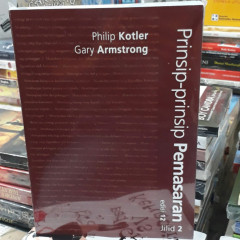 Philip Kotler
Gary Armstrong
Prinsip-prinsip Pemasaran
edisi 12
Jilid 2